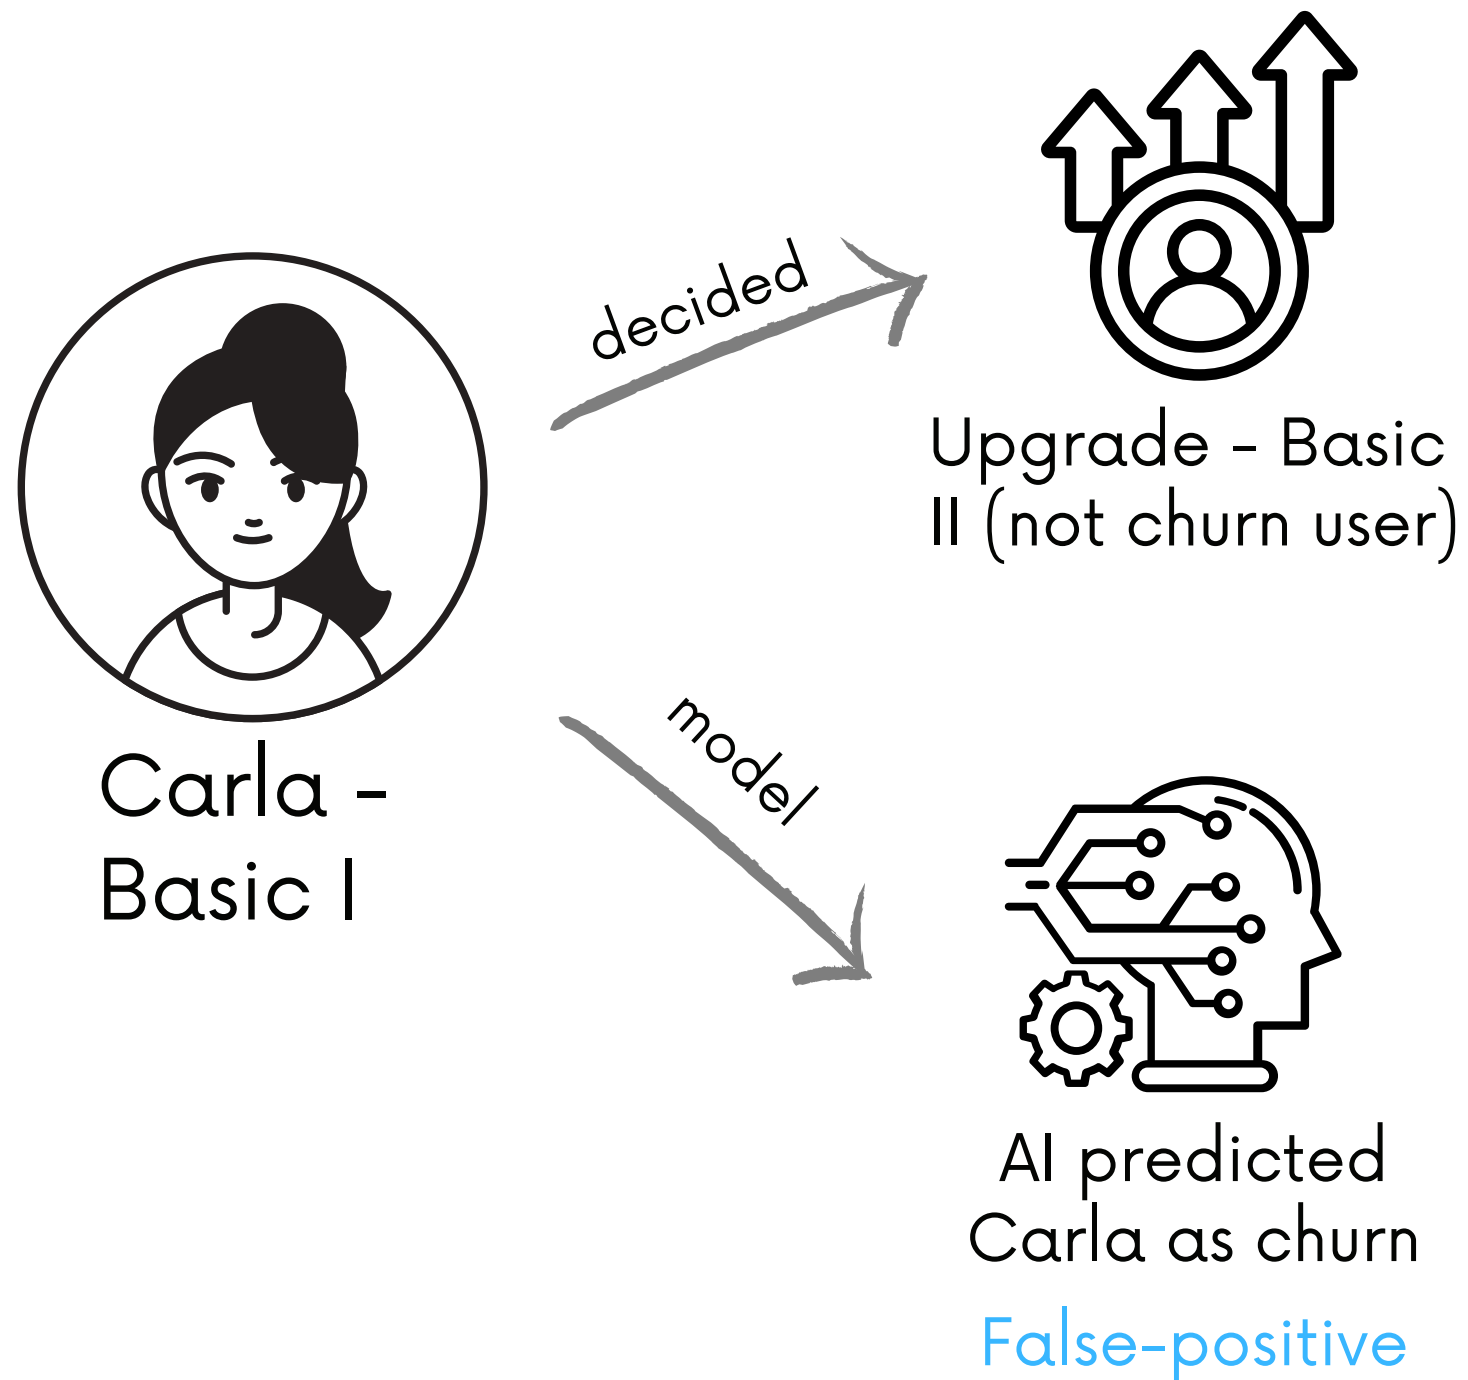 decided
Upgrade - Basic
II (not churn user)
Carla -
Basic I
model
AI predicted
Carla as churn
False-positive